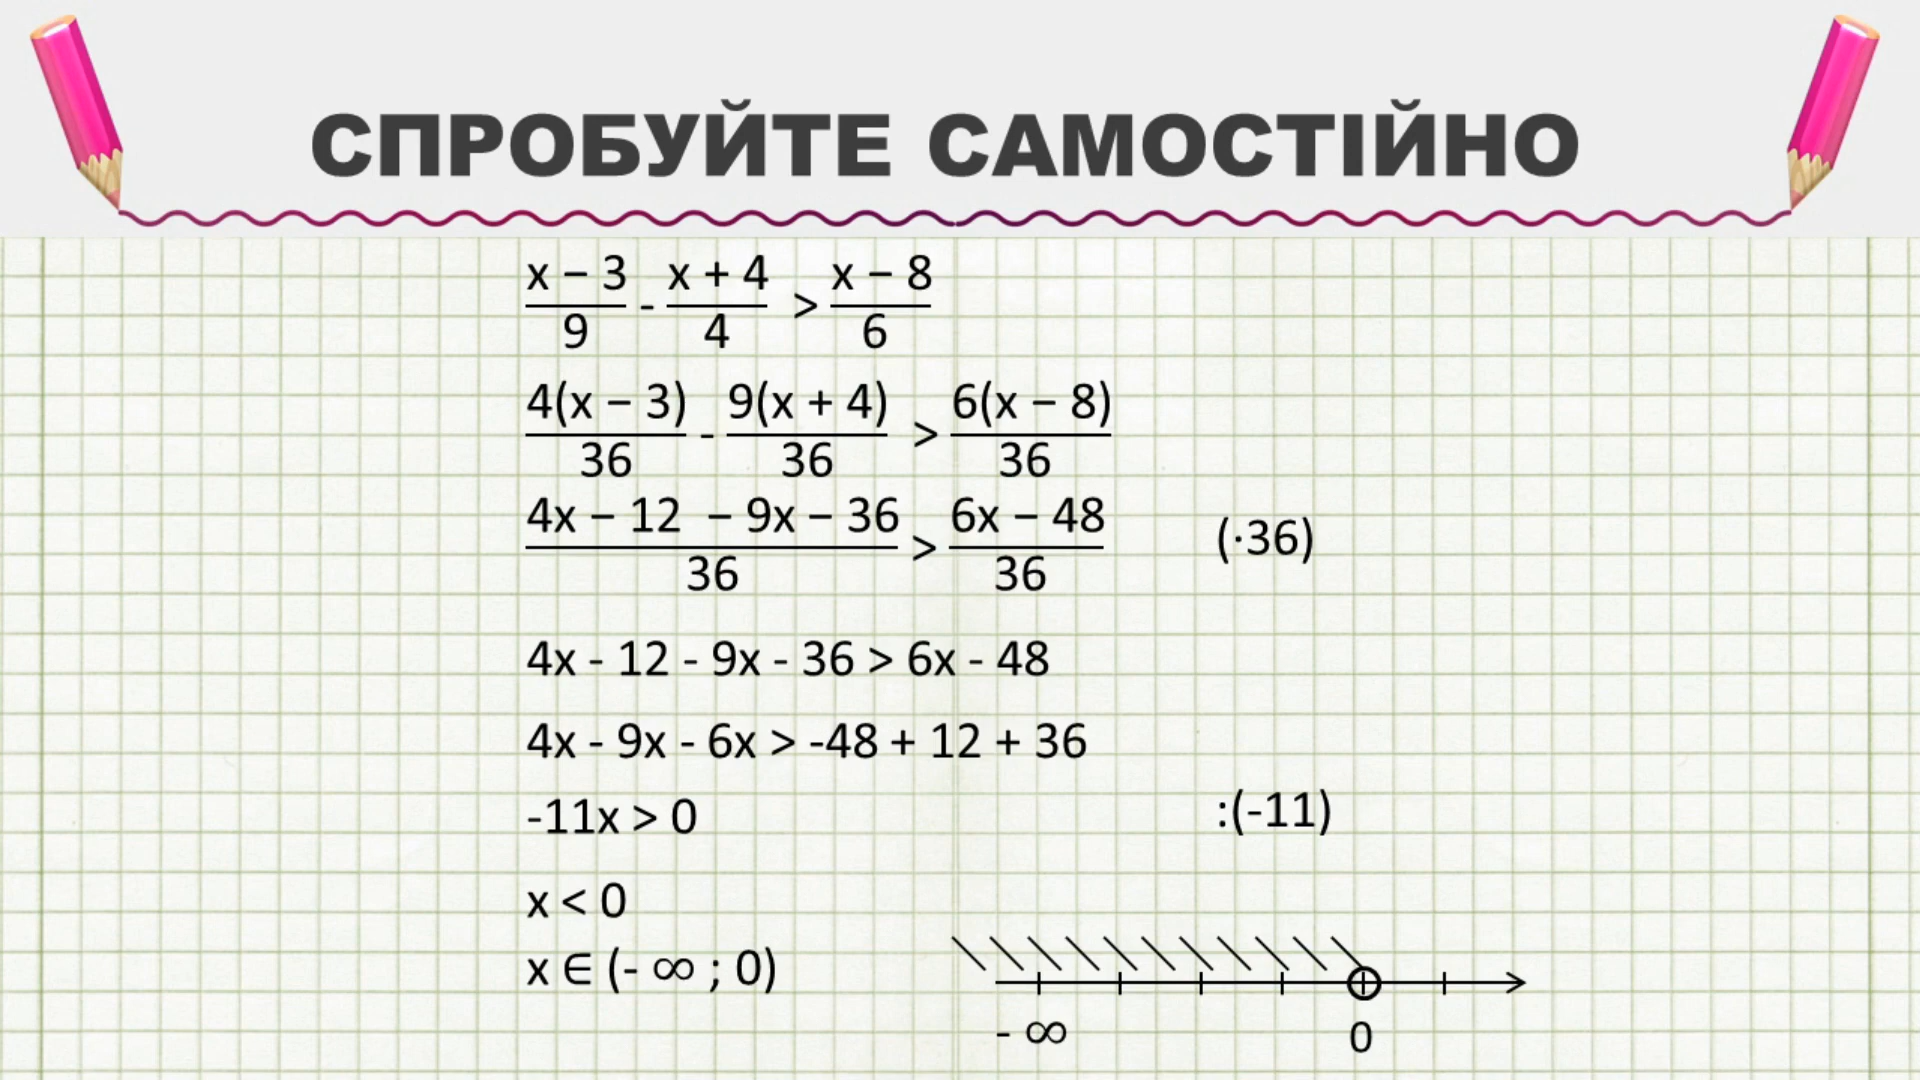 СПРОБУЙТЕ САМОСТІЙНО
x − 3 / 9 - x + 4 / 4 > x − 8 / 6
4(x − 3) / 36 - 9(x + 4) / 36 > 6(x − 8) / 36
4x − 12 − 9x − 36 / 36 > 6x − 48 / 36 (·36)
4x - 12 - 9x - 36 > 6x - 48
4x - 9x - 6x > -48 + 12 + 36
-11x > 0 :(-11)
x < 0
x ∈ (- ∞ ; 0)
- ∞ 0